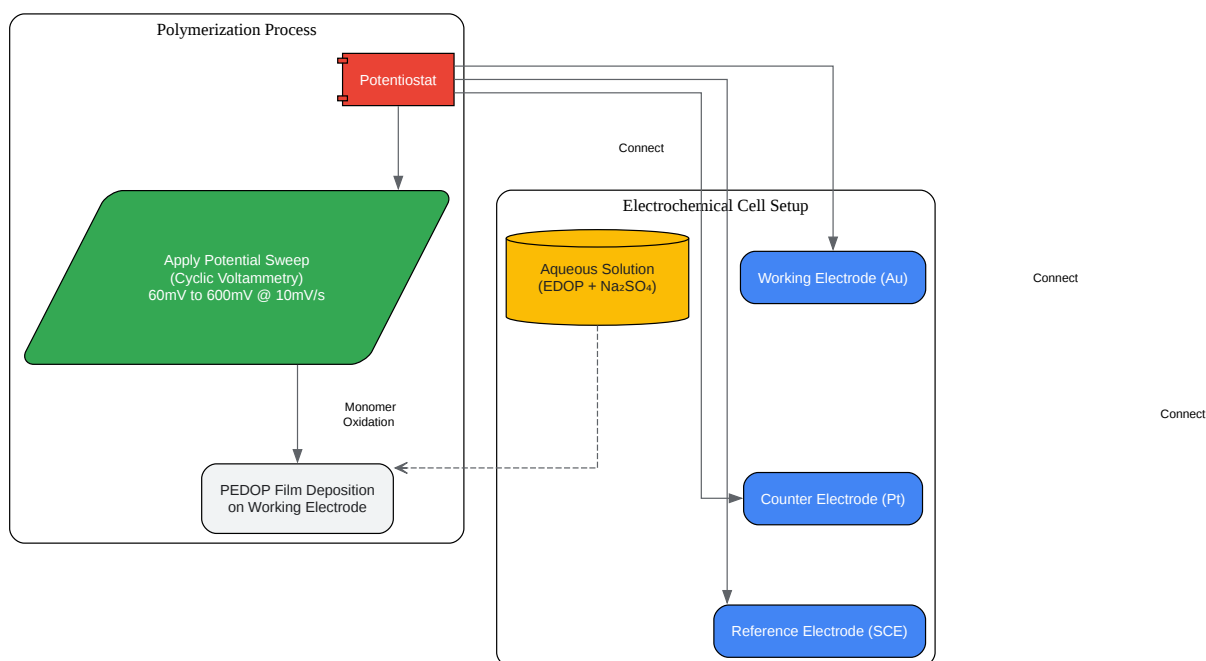 Polymerization Process
Potentiostat
Connect
Apply Potential Sweep
(Cyclic Voltammetry)
60mV to 600mV @ 10mV/s
Monomer
Oxidation
PEDOP Film Deposition
on Working Electrode
Electrochemical Cell Setup
Aqueous Solution
(EDOP + Na₂SO₄)
Working Electrode (Au)
Connect
Connect
Counter Electrode (Pt)
Reference Electrode (SCE)